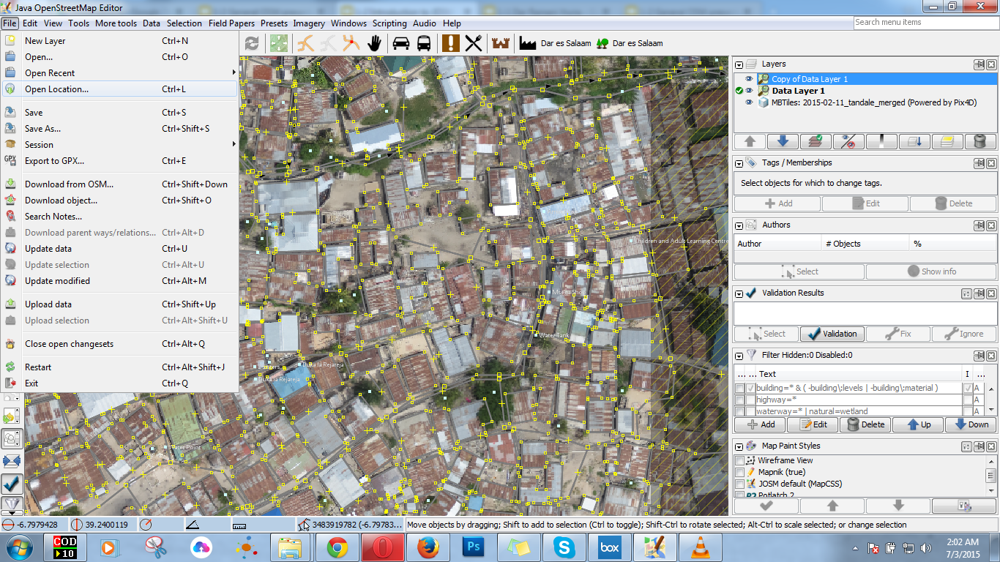 Java OpenStreetMap Editor
File Edit View Tools More tools Data Selection Field Papers Presets Imagery Windows Scripting Audio Help
Search menu items
New Layer Ctrl+N
Open... Ctrl+O
Open Recent
Open Location... Ctrl+L
Save Ctrl+S
Save As... Ctrl+Shift+S
Session
GPX Export to GPX... Ctrl+E
Download from OSM... Ctrl+Shift+Down
Download object... Ctrl+Shift+O
Search Notes...
Download parent ways/relations... Ctrl+Alt+D
Update data Ctrl+U
Update selection Ctrl+Alt+U
Update modified Ctrl+Alt+M
Upload data Ctrl+Shift+Up
Upload selection Ctrl+Alt+Shift+U
Close open changesets Ctrl+Alt+Q
Restart Ctrl+Alt+Shift+J
Exit Ctrl+Q
Dar es Salaam Dar es Salaam
Children and Adult Learning Centre
Water Tank
Duka la Rejareja
Duka la Rejareja
Water Point
Layers
Copy of Data Layer 1
Data Layer 1
MBTiles: 2015-02-11_tandale_merged (Powered by Pix4D)
Tags / Memberships
Select objects for which to change tags.
Add Edit Delete
Authors
Author # Objects %
Select Show info
Validation Results
Select Validation Fix Ignore
Filter Hidden:0 Disabled:0
... ... Text I ...
building=* & ( -building\:levels | -building\:material ) A
highway=* A
waterway=* | natural=wetland A
Add Edit Delete Up Down
Map Paint Styles
Wireframe View
Mapnik (true)
JOSM default (MapCSS)
Potlatch 2
-6.7979428 39.2400119 3483919782 (-6.79783... Move objects by dragging; Shift to add to selection (Ctrl to toggle); Shift-Ctrl to rotate selected; Alt-Ctrl to scale selected; or change selection
COD
10
Ps
box
2:02 AM
7/3/2015